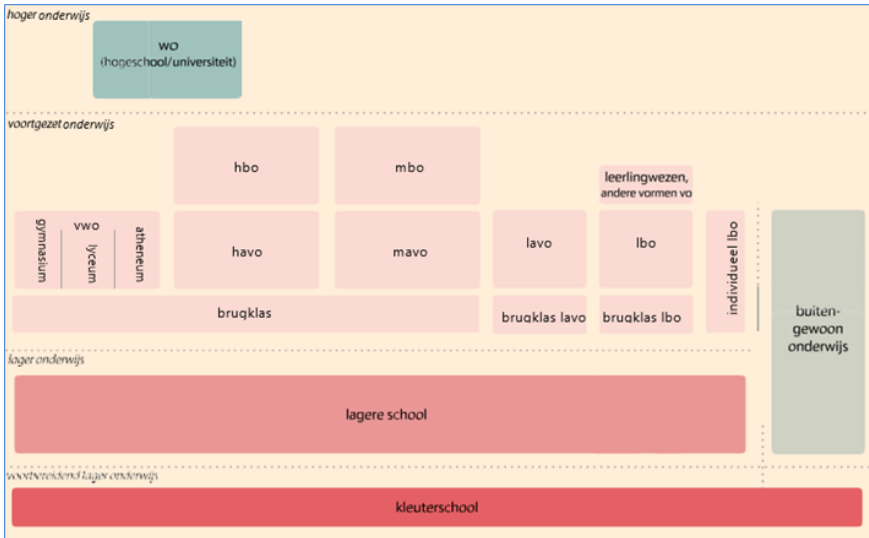 hoger onderwijs
wo
(hogeschool/universiteit)
voortgezet onderwijs
hbo
mbo
leerlingwezen,
andere vormen vo
gymnasium
vwo
lyceum
atheneum
havo
mavo
lavo
lbo
individueel lbo
brugklas
brugklas lavo
brugklas lbo
buiten-
gewoon
onderwijs
lager onderwijs
lagere school
voorbereidend lager onderwijs
kleuterschool